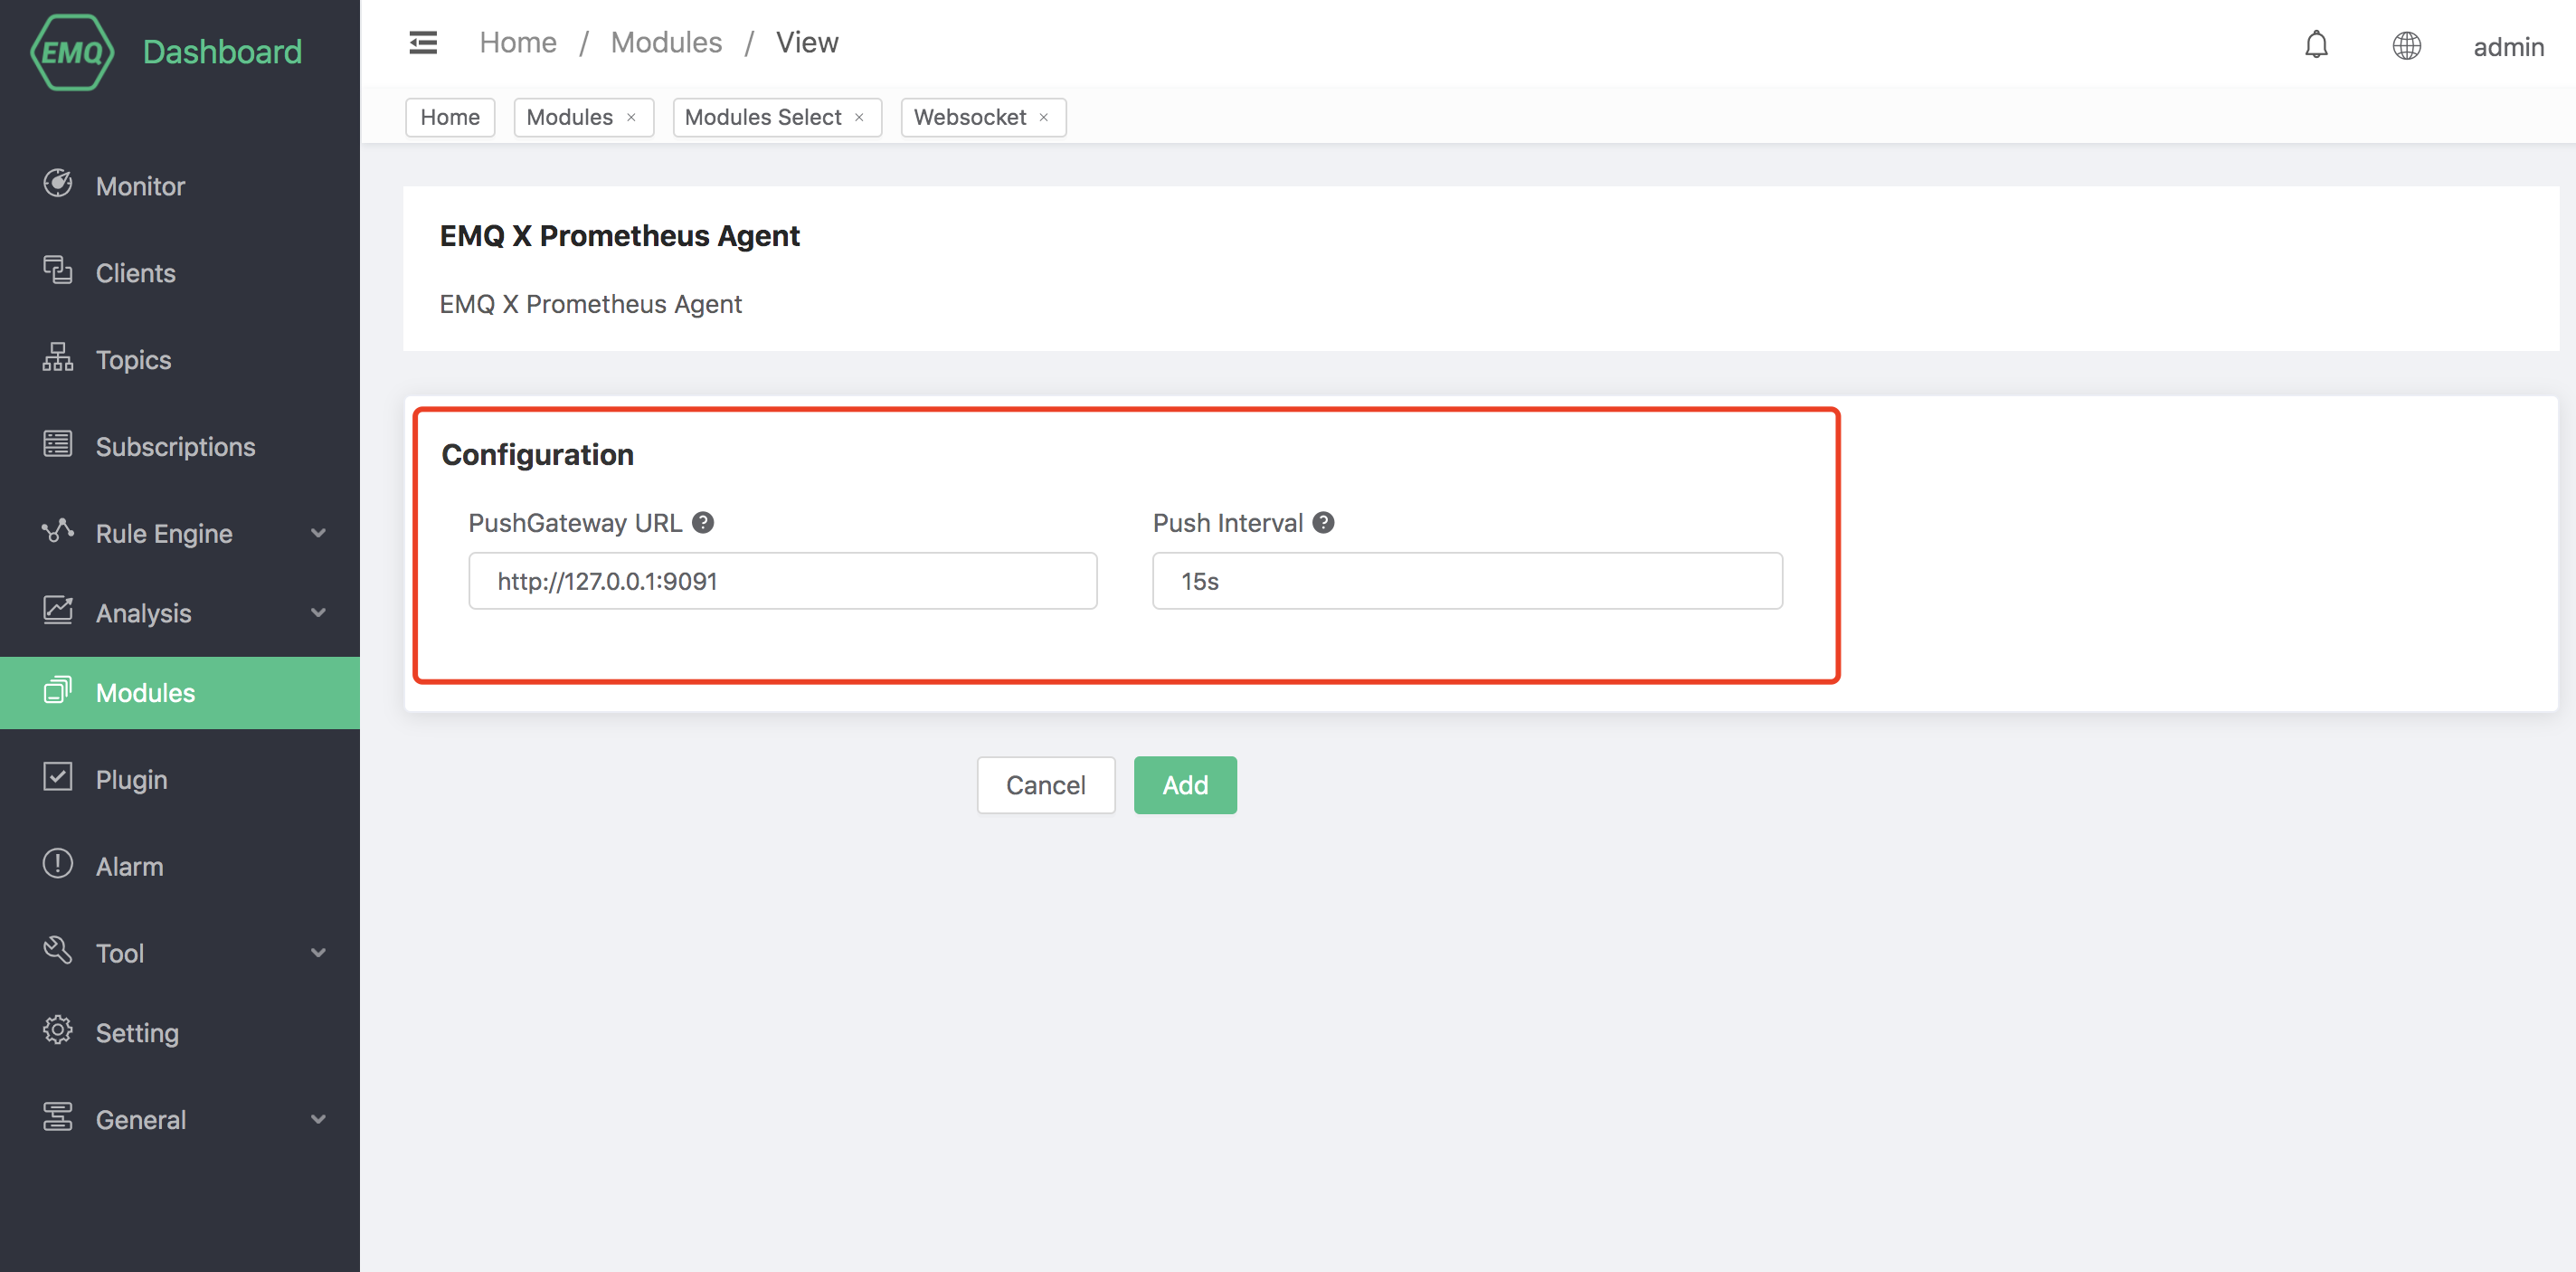 EMQ Dashboard
Home / Modules / View
admin
Home
Modules ×
Modules Select ×
Websocket ×
Monitor
Clients
Topics
Subscriptions
Rule Engine
Analysis
Modules
Plugin
Alarm
Tool
Setting
General
EMQ X Prometheus Agent
EMQ X Prometheus Agent
Configuration
PushGateway URL ?
http://127.0.0.1:9091
Push Interval ?
15s
Cancel
Add